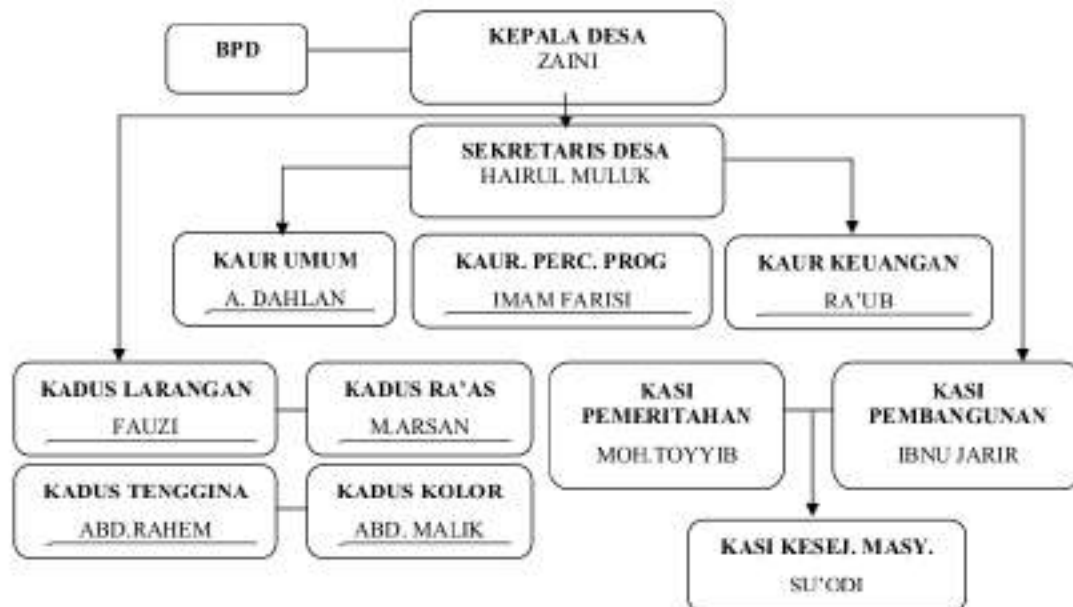 BPD
KEPALA DESA
ZAINI
SEKRETARIS DESA
HAIRUL MULUK
KAUR UMUM
A. DAHLAN
KAUR. PERC. PROG
IMAM FARISI
KAUR KEUANGAN
RA'UB
KADUS LARANGAN
FAUZI
KADUS RA'AS
M.ARSAN
KASI
PEMERITAHAN
MOH.TOYYIB
KASI
PEMBANGUNAN
IBNU JARIR
KADUS TENGGINA
ABD.RAHEM
KADUS KOLOR
ABD. MALIK
KASI KESEJ. MASY.
SU'ODI